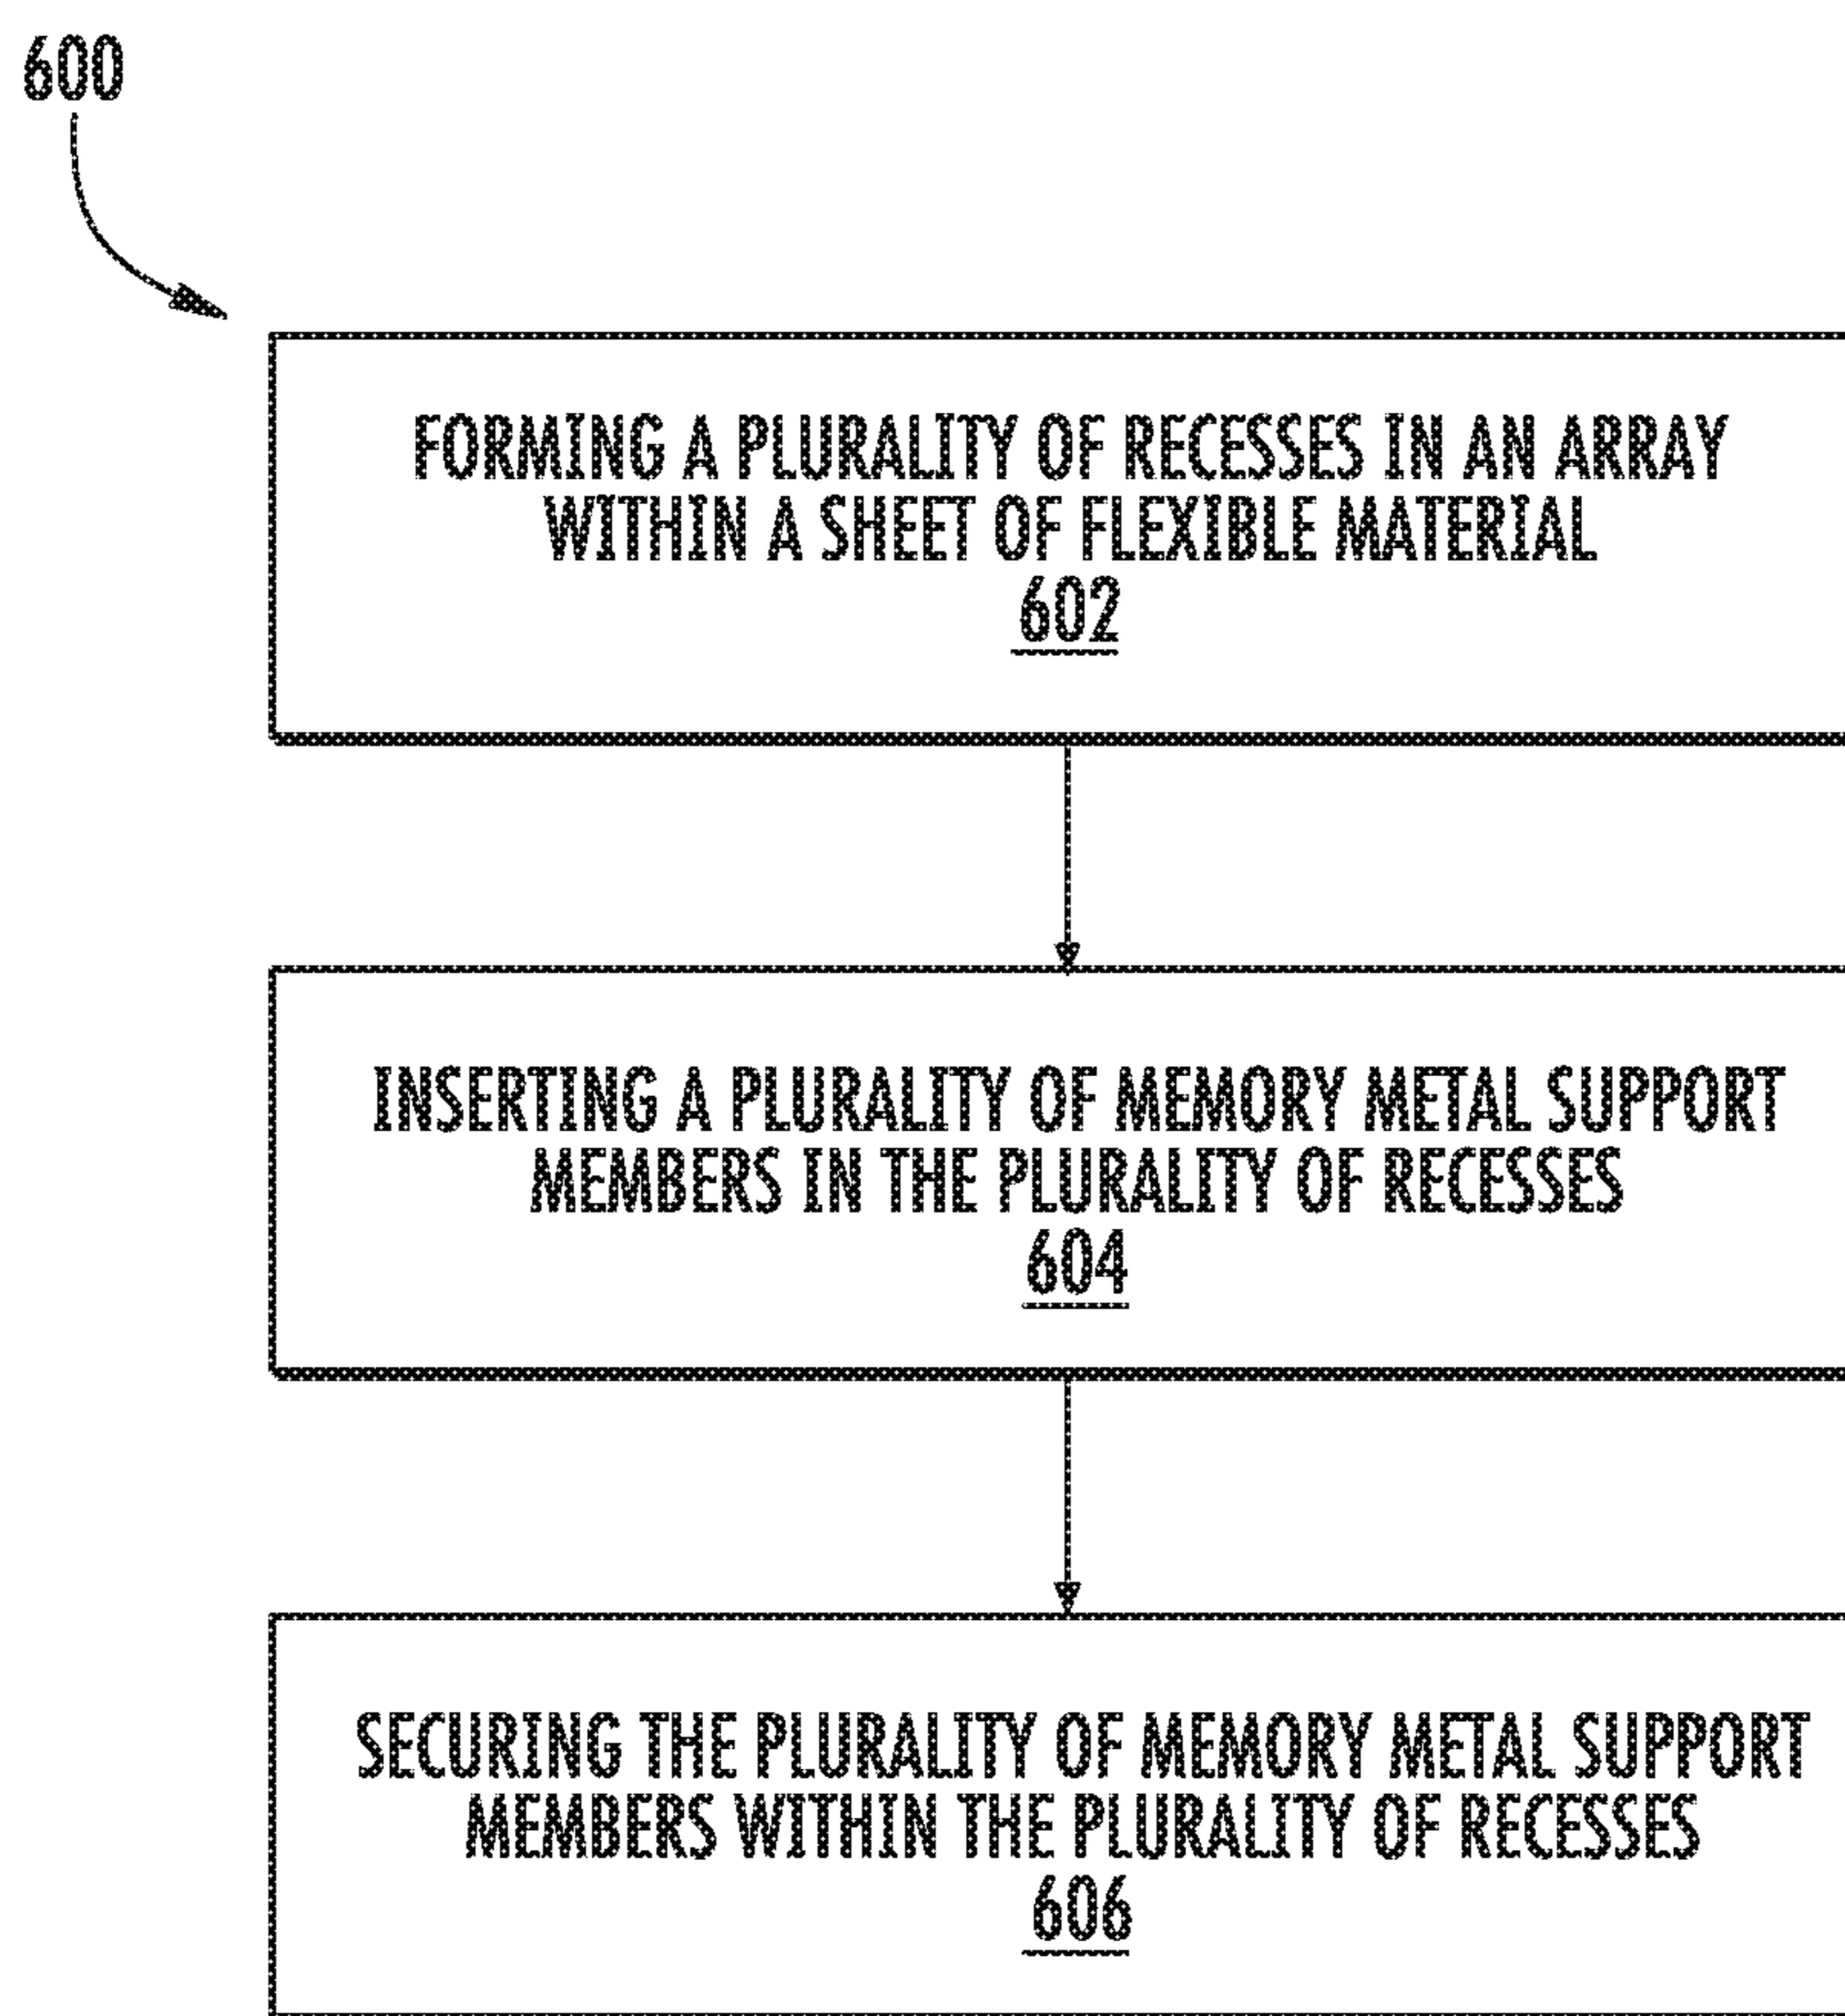 600
FORMING A PLURALITY OF RECESSES IN AN ARRAY
WITHIN A SHEET OF FLEXIBLE MATERIAL
602
INSERTING A PLURALITY OF MEMORY METAL SUPPORT
MEMBERS IN THE PLURALITY OF RECESSES
604
SECURING THE PLURALITY OF MEMORY METAL SUPPORT
MEMBERS WITHIN THE PLURALITY OF RECESSES
606